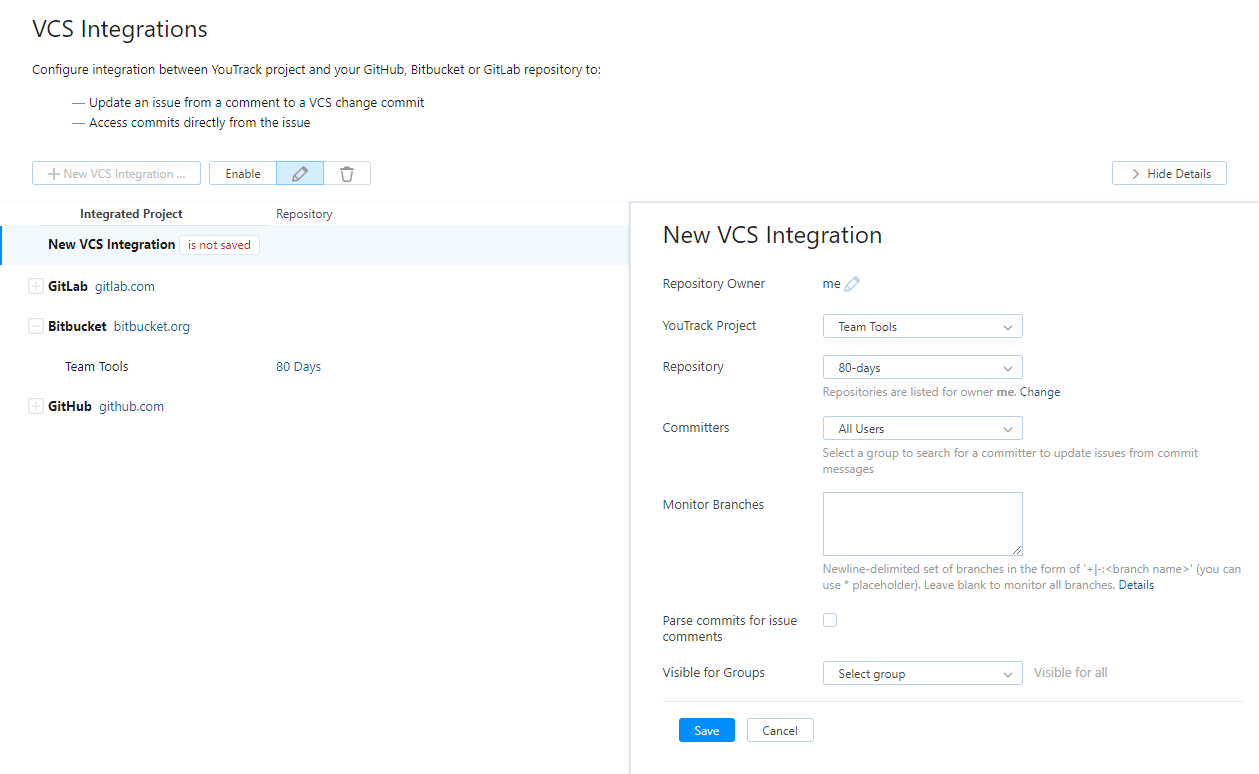 VCS Integrations
Configure integration between YouTrack project and your GitHub, Bitbucket or GitLab repository to:
— Update an issue from a comment to a VCS change commit
— Access commits directly from the issue
New VCS Integration ...
Enable
Hide Details
Integrated Project
Repository
New VCS Integration is not saved
GitLab gitlab.com
Bitbucket bitbucket.org
Team Tools
80 Days
GitHub github.com
New VCS Integration
Repository Owner
me
YouTrack Project
Team Tools
Repository
80-days
Repositories are listed for owner me. Change
Committers
All Users
Select a group to search for a committer to update issues from commit
messages
Monitor Branches
Newline-delimited set of branches in the form of '+|-:<branch name>' (you can
use * placeholder). Leave blank to monitor all branches. Details
Parse commits for issue
comments
Visible for Groups
Select group
Visible for all
Save
Cancel